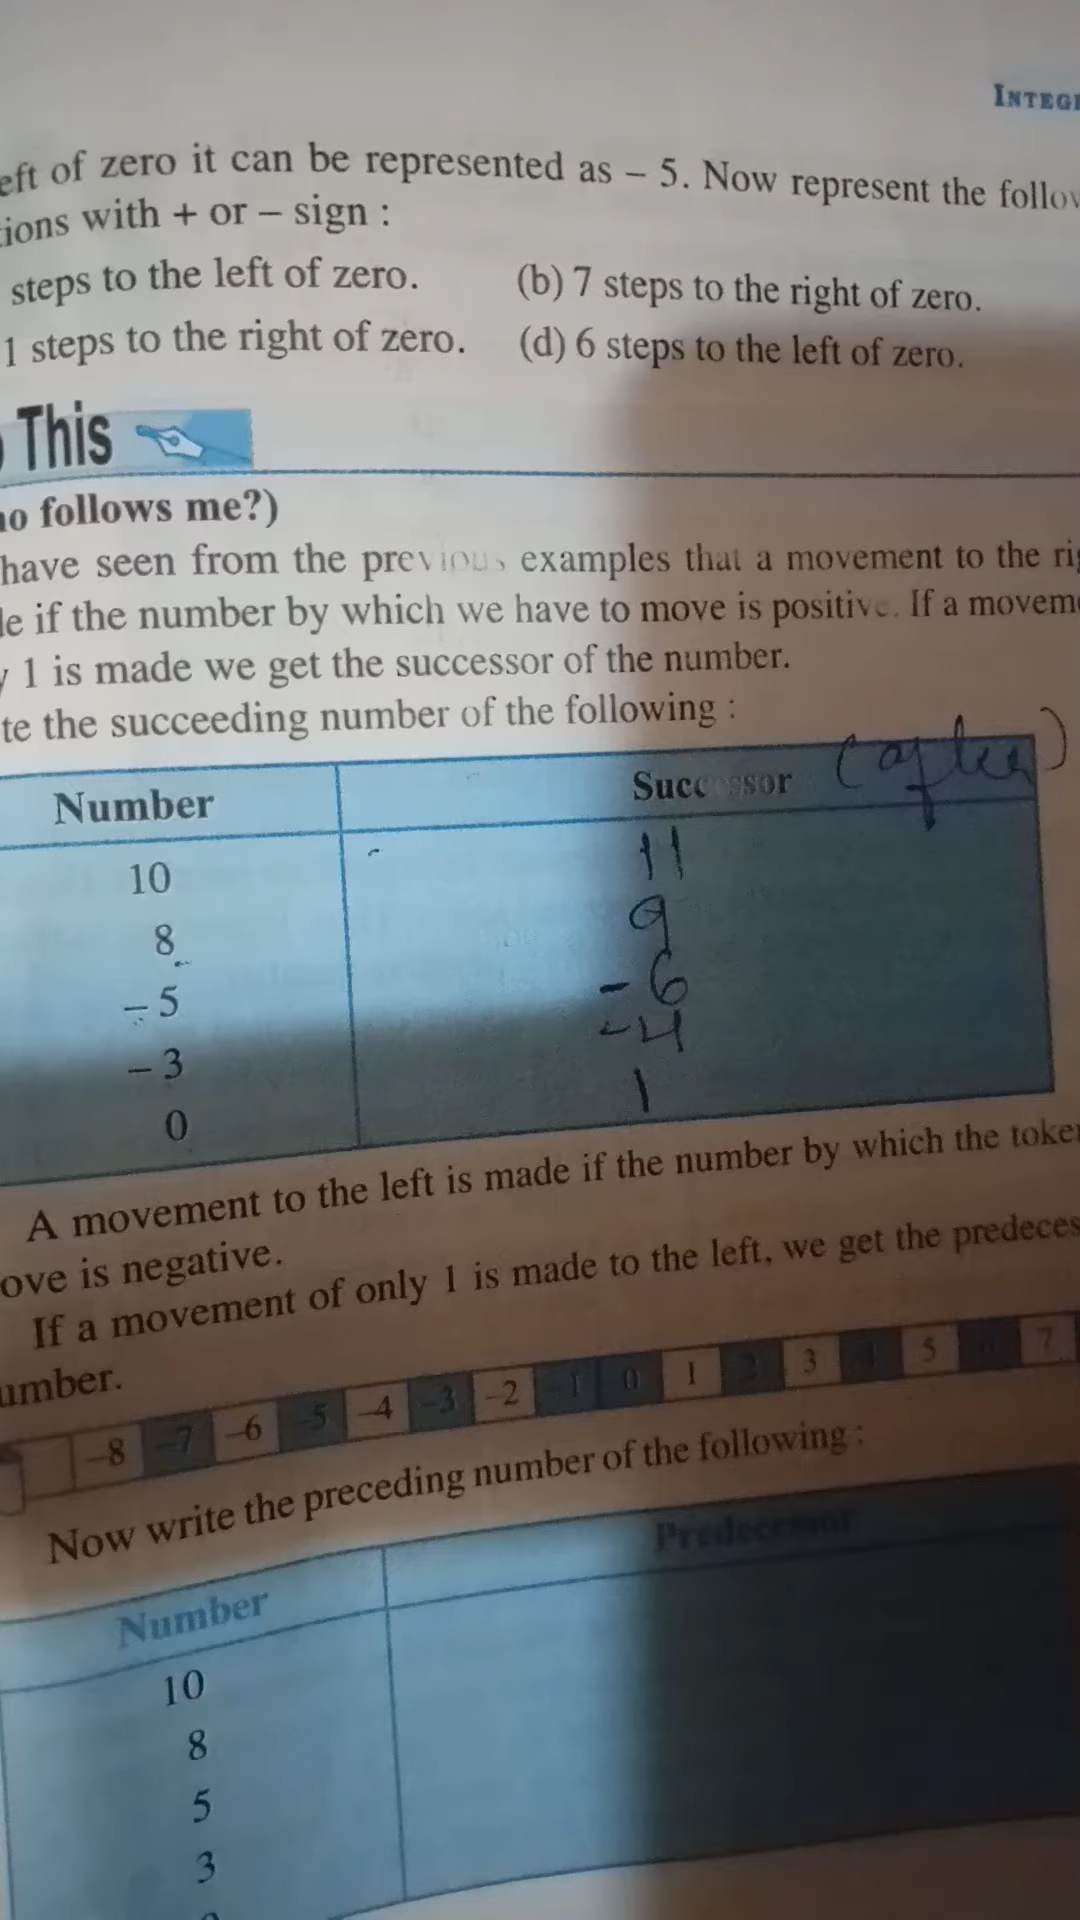 INTEG
eft of zero it can be represented as – 5. Now represent the follow
ions with + or – sign :
steps to the left of zero. (b) 7 steps to the right of zero.
1 steps to the right of zero. (d) 6 steps to the left of zero.
This
o follows me?)
have seen from the previous examples that a movement to the ri
e if the number by which we have to move is positive. If a movem
1 is made we get the successor of the number.
te the succeeding number of the following :
Number Successor (after)
10 11
8 9
– 5 - 6
– 3 - 4
0 1
A movement to the left is made if the number by which the token
ove is negative.
If a movement of only 1 is made to the left, we get the predeces
umber.
–8 –7 –6 –5 –4 –3 –2 –1 0 1 2 3 4 5 6 7
Now write the preceding number of the following :
Number Predecessor
10
8
5
3